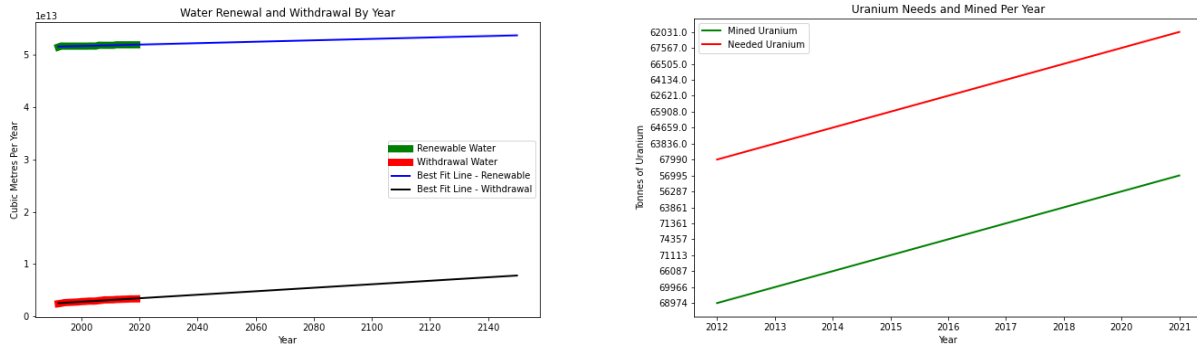 Water Renewal and Withdrawal By Year
1e13
5
4
3
2
1
0
Cubic Metres Per Year
Renewable Water
Withdrawal Water
Best Fit Line - Renewable
Best Fit Line - Withdrawal
2000 2020 2040 2060 2080 2100 2120 2140
Year
Uranium Needs and Mined Per Year
Mined Uranium
Needed Uranium
62031.0
67567.0
66505.0
64134.0
62621.0
65908.0
64659.0
63836.0
67990
56995
56287
63861
71361
74357
71113
66087
69966
68974
Tonnes of Uranium
2012 2013 2014 2015 2016 2017 2018 2020 2021
Year